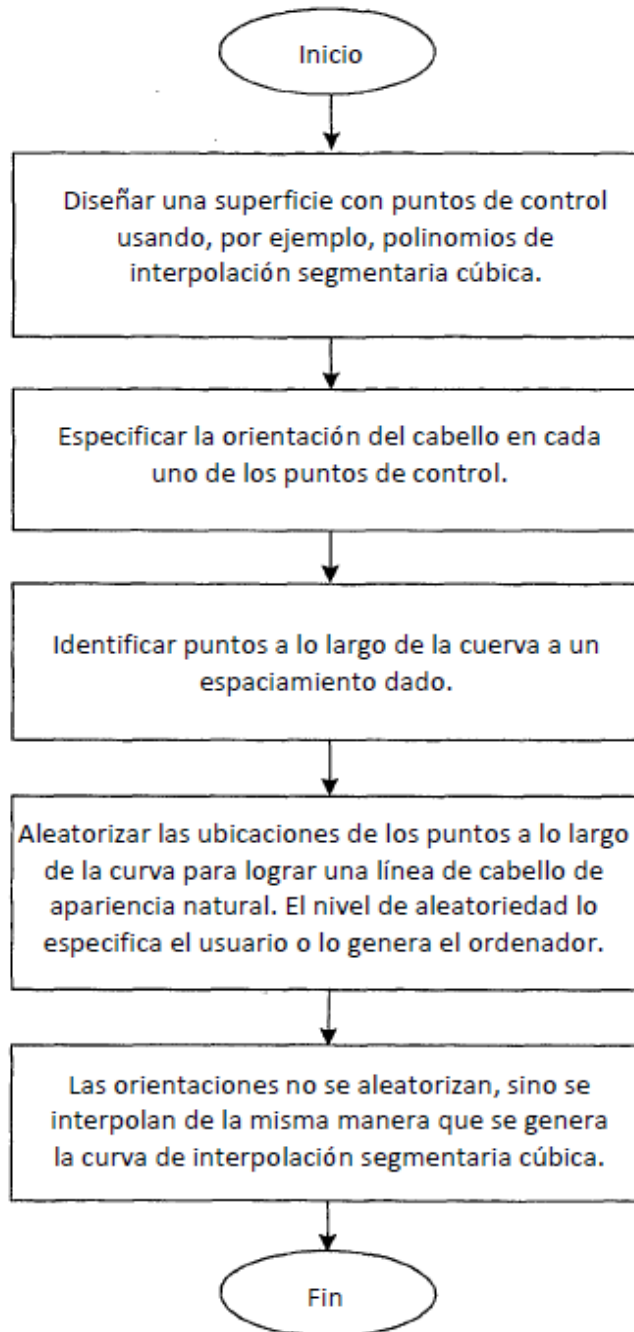 Inicio
Diseñar una superficie con puntos de control
usando, por ejemplo, polinomios de
interpolación segmentaria cúbica.
Especificar la orientación del cabello en cada
uno de los puntos de control.
Identificar puntos a lo largo de la cuerva a un
espaciamiento dado.
Aleatorizar las ubicaciones de los puntos a lo largo
de la curva para lograr una línea de cabello de
apariencia natural. El nivel de aleatoriedad lo
especifica el usuario o lo genera el ordenador.
Las orientaciones no se aleatorizan, sino se
interpolan de la misma manera que se genera
la curva de interpolación segmentaria cúbica.
Fin